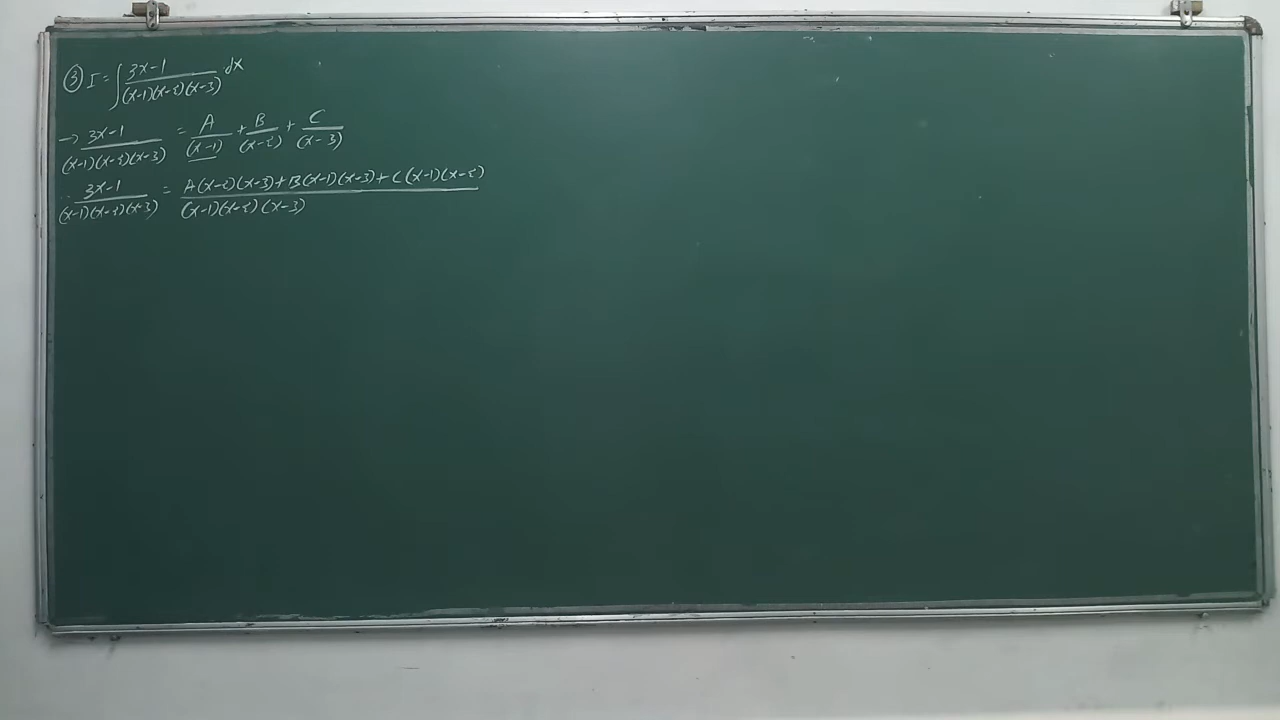 ③ I = ∫ 3x-1 / (x-1)(x-2)(x-3) dx
→ 3x-1 / (x-1)(x-2)(x-3) = A / (x-1) + B / (x-2) + C / (x-3)
∴ 3x-1 / (x-1)(x-2)(x-3) = A(x-2)(x-3)+B(x-1)(x-3)+C(x-1)(x-2) / (x-1)(x-2)(x-3)